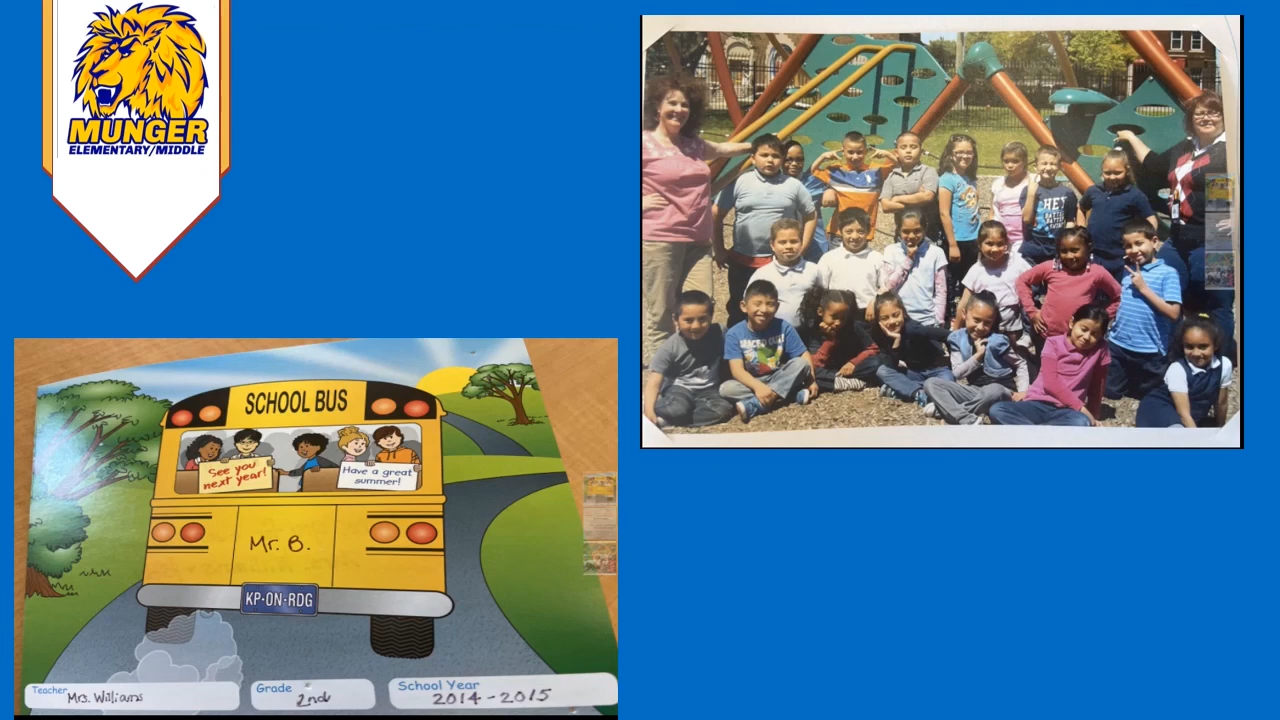 MUNGER
ELEMENTARY/MIDDLE
SCHOOL BUS
See you
next year!
Have a great
summer!
Mr. B.
KP-ON-RDG
Teacher Mrs. Williams
Grade 2nd
School Year 2014-2015
HEY